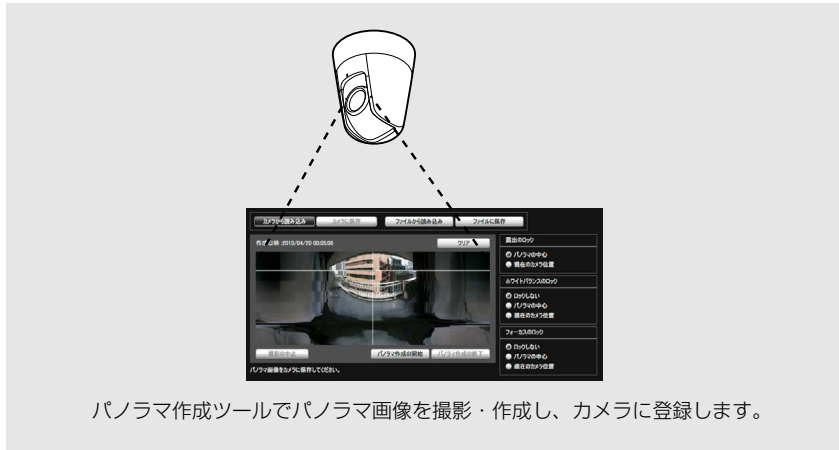 カメラから読み込み
カメラに保存
ファイルから読み込み
ファイルに保存
作成日時 :2013/04/20 00:05:06
クリア
露出のロック
パノラマの中心
現在のカメラ位置
ホワイトバランスのロック
ロックしない
パノラマの中心
現在のカメラ位置
フォーカスのロック
ロックしない
パノラマの中心
現在のカメラ位置
撮影の中止
パノラマ作成の開始
パノラマ作成の終了
パノラマ画像をカメラに保存してください。
パノラマ作成ツールでパノラマ画像を撮影・作成し、カメラに登録します。